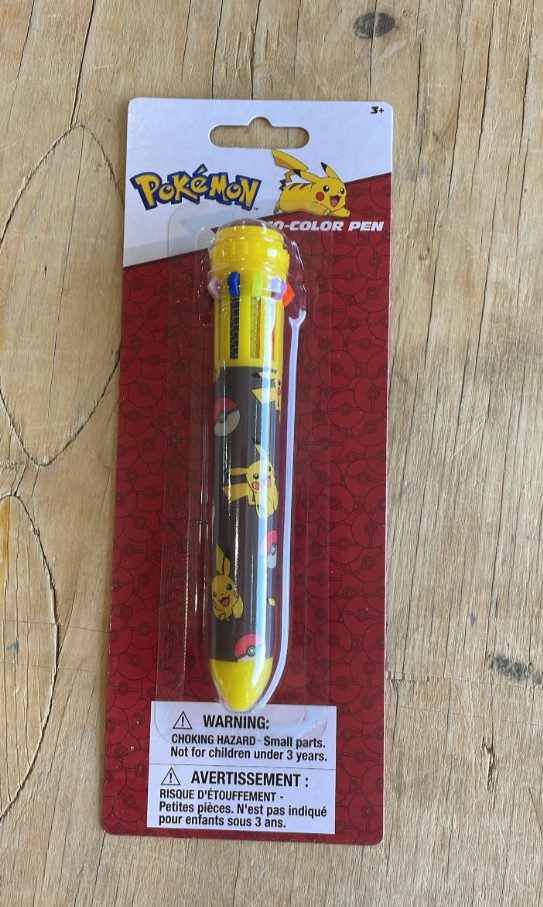 3+
POKéMON
-COLOR PEN
WARNING:
CHOKING HAZARD - Small parts.
Not for children under 3 years.
AVERTISSEMENT :
RISQUE D'ÉTOUFFEMENT -
Petites pièces. N'est pas indiqué
pour enfants sous 3 ans.